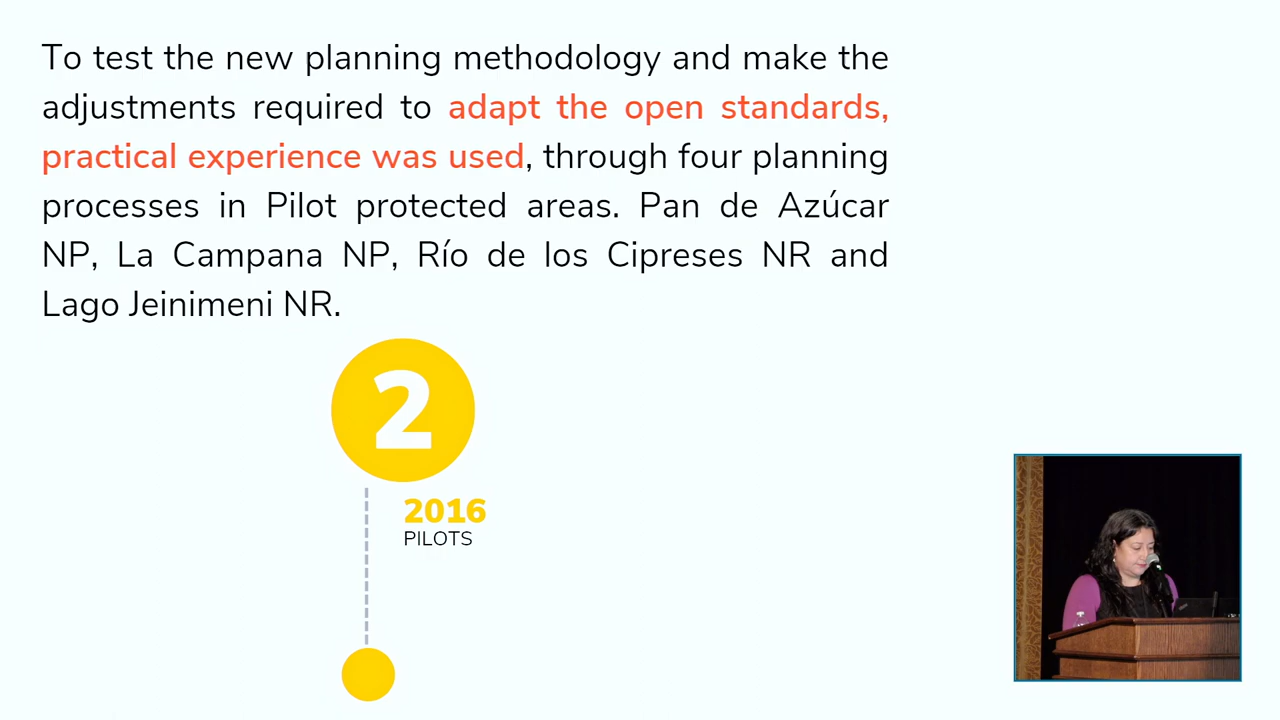 To test the new planning methodology and make the
adjustments required to adapt the open standards,
practical experience was used, through four planning
processes in Pilot protected areas. Pan de Azúcar
NP, La Campana NP, Río de los Cipreses NR and
Lago Jeinimeni NR.
2
2016
PILOTS